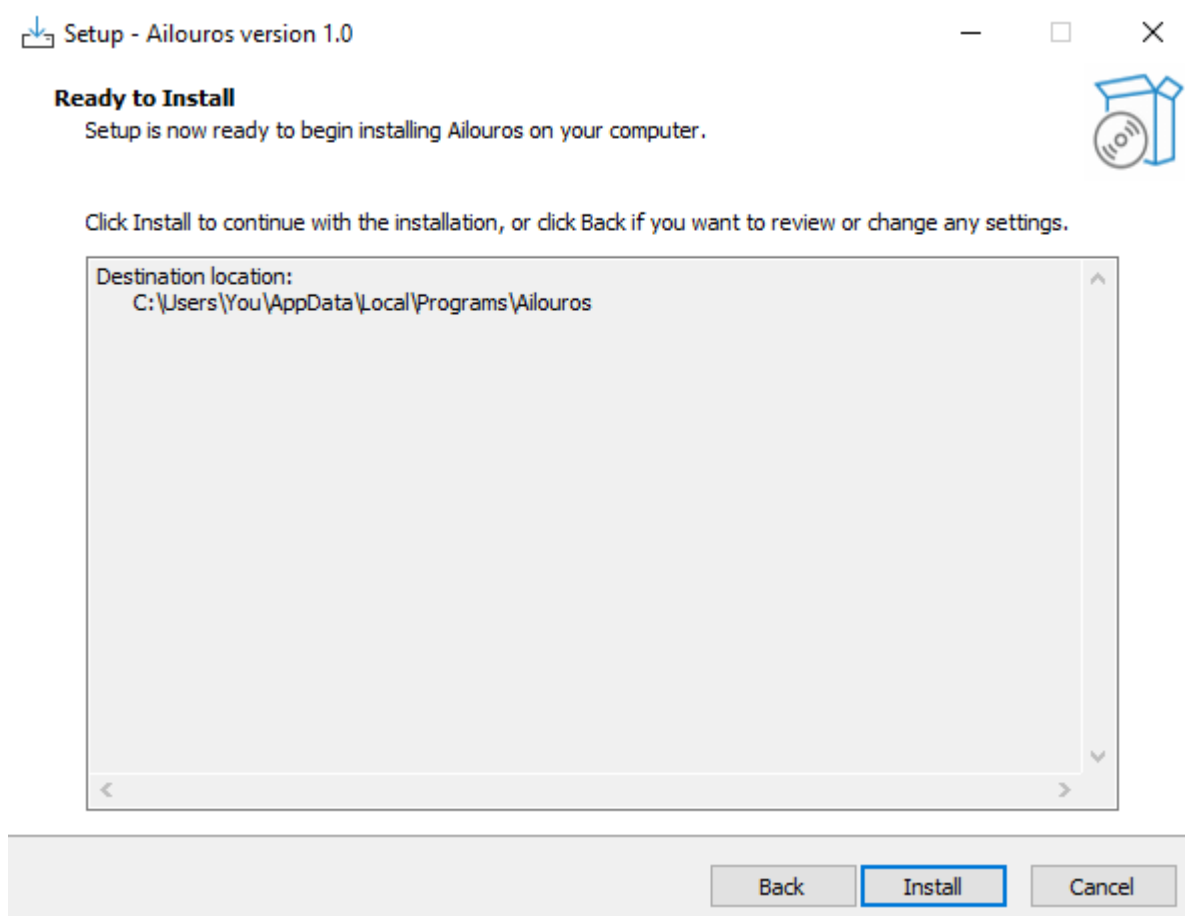 Setup - Ailouros version 1.0
Ready to Install
Setup is now ready to begin installing Ailouros on your computer.
Click Install to continue with the installation, or click Back if you want to review or change any settings.
Destination location:
C:\Users\You\AppData\Local\Programs\Ailouros
Back
Install
Cancel